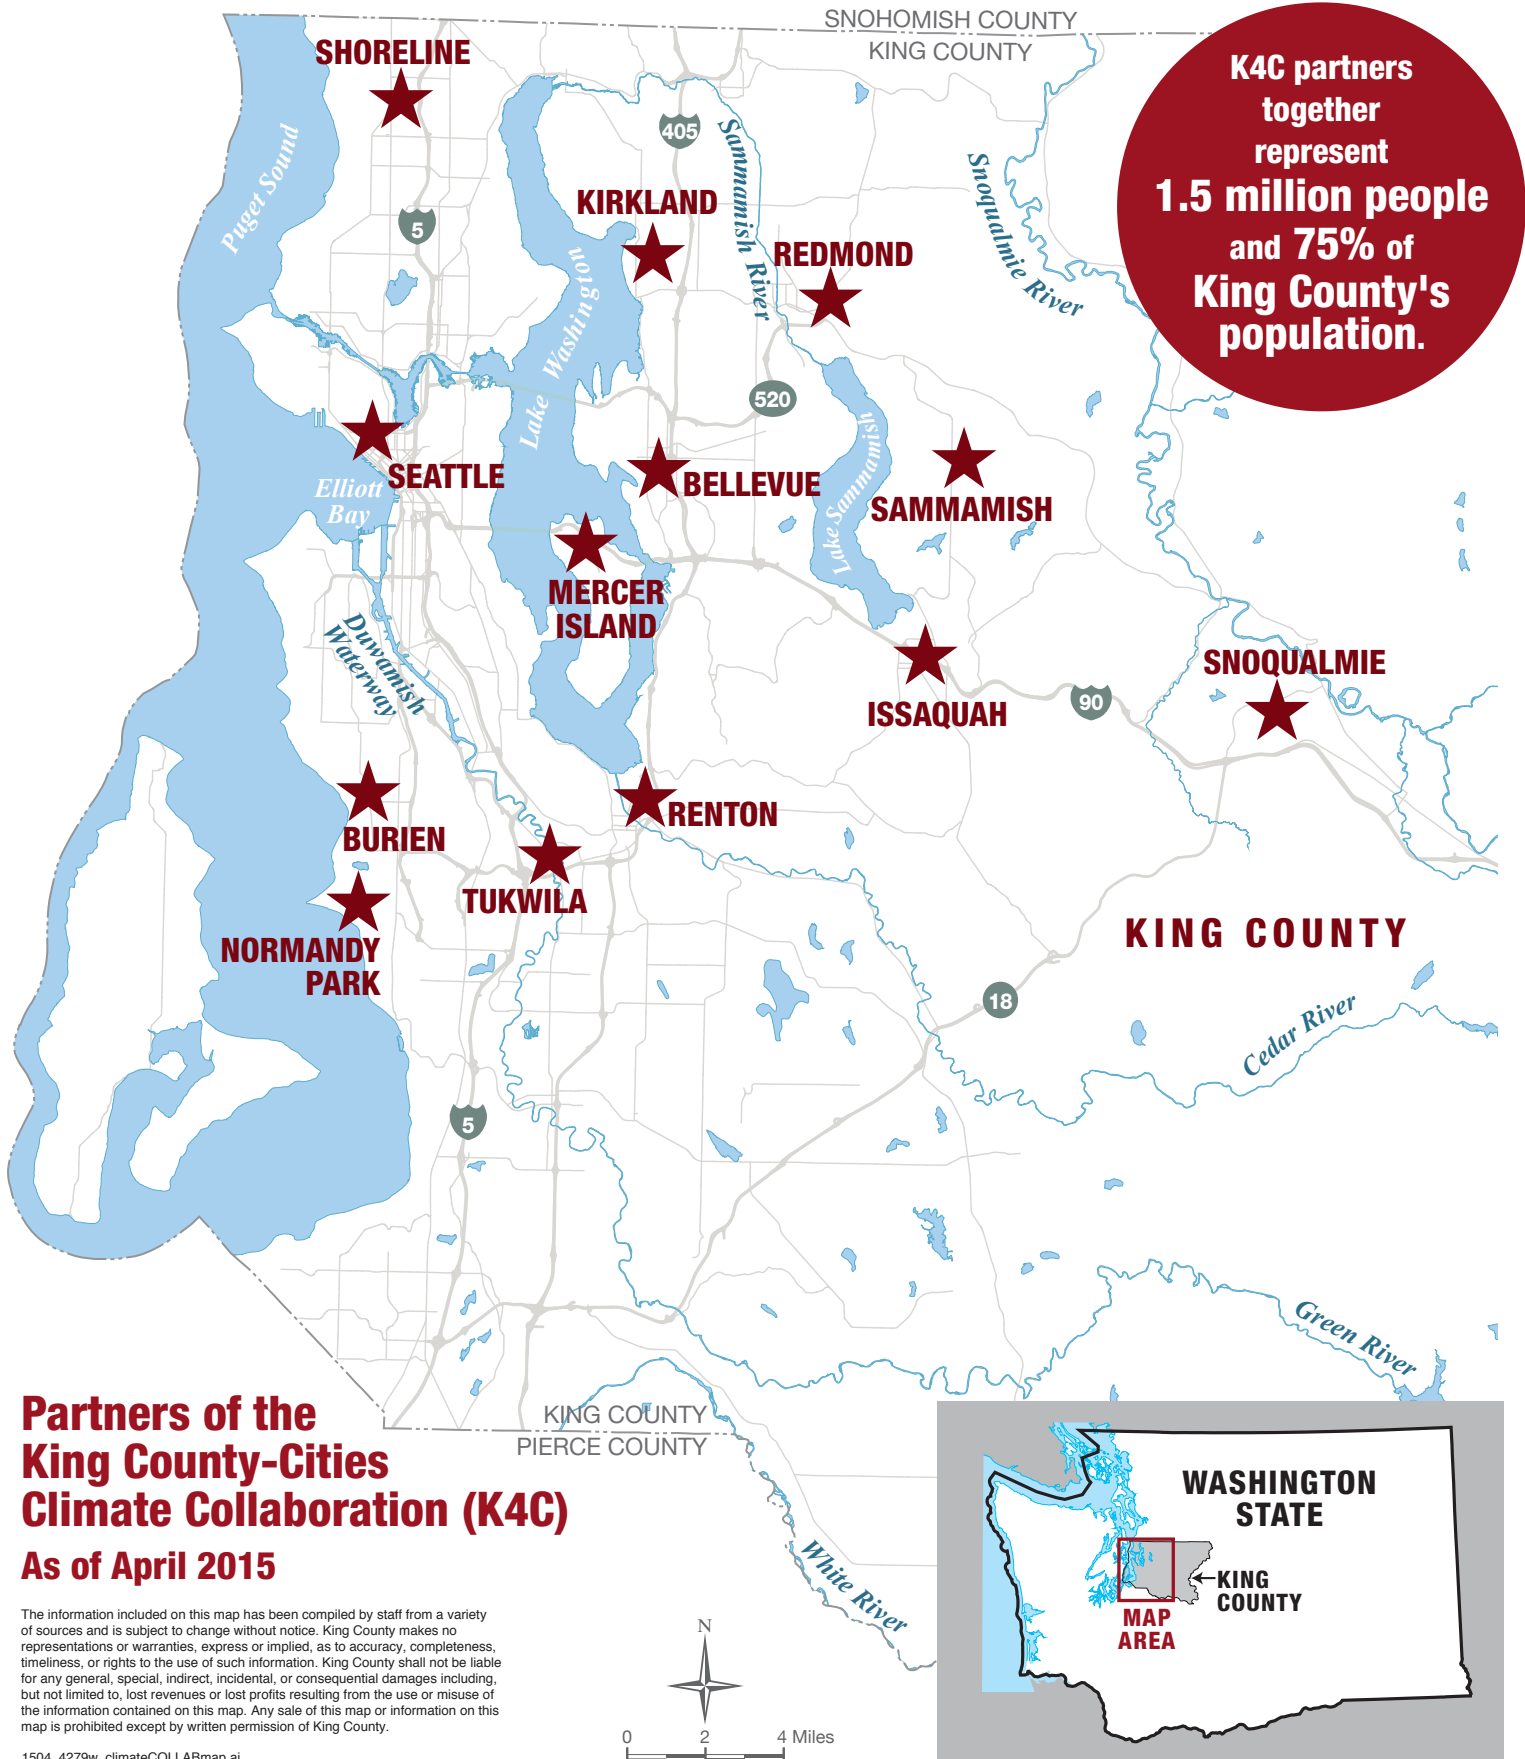 SNOHOMISH COUNTY
KING COUNTY
K4C partners
together
represent
1.5 million people
and 75% of
King County's
population.
SHORELINE
405
Puget Sound
Sammamish River
Snoqualmie River
KIRKLAND
5
REDMOND
Lake Washington
520
SEATTLE
Elliott
Bay
BELLEVUE
Lake Sammamish
SAMMAMISH
MERCER
ISLAND
Duwamish
Waterway
ISSAQUAH
90
SNOQUALMIE
BURIEN
RENTON
TUKWILA
NORMANDY
PARK
KING COUNTY
18
Cedar River
5
Green River
KING COUNTY
PIERCE COUNTY
White River
Partners of the
King County-Cities
Climate Collaboration (K4C)
As of April 2015
The information included on this map has been compiled by staff from a variety
of sources and is subject to change without notice. King County makes no
representations or warranties, express or implied, as to accuracy, completeness,
timeliness, or rights to the use of such information. King County shall not be liable
for any general, special, indirect, incidental, or consequential damages including,
but not limited to, lost revenues or lost profits resulting from the use or misuse of
the information contained on this map. Any sale of this map or information on this
map is prohibited except by written permission of King County.
1504_4279w_climateCOLLABmap.ai
N
0 2 4 Miles
WASHINGTON
STATE
KING
COUNTY
MAP
AREA